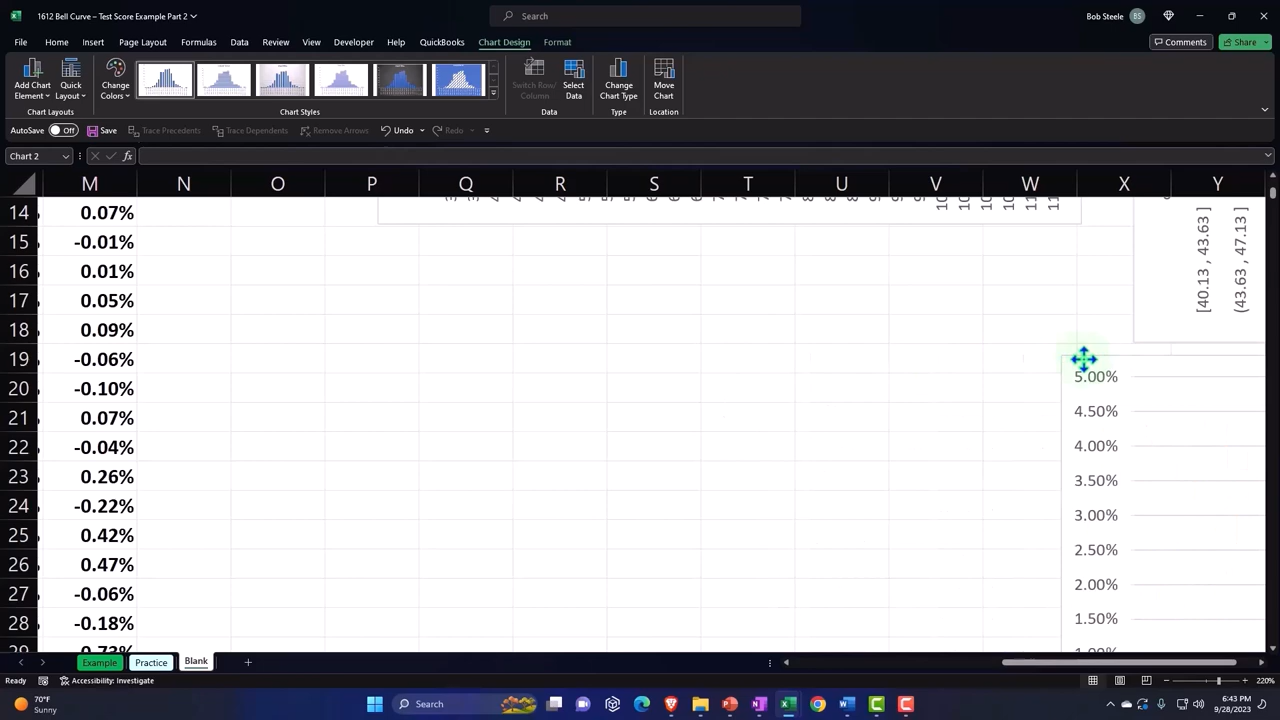 1612 Bell Curve – Test Score Example Part 2
Search
Bob Steele
BS
File Home Insert Page Layout Formulas Data Review View Developer Help QuickBooks Chart Design Format
Comments
Share
Add Chart Element
Quick Layout
Change Colors
Switch Row/Column
Select Data
Change Chart Type
Move Chart
Chart Layouts
Chart Styles
Data
Type
Location
AutoSave Off Save Trace Precedents Trace Dependents Remove Arrows Undo Redo
Chart 2
fx
M N O P Q R S T U V W X Y
14 0.07%
15 -0.01%
16 0.01%
17 0.05%
18 0.09%
19 -0.06%
20 -0.10%
21 0.07%
22 -0.04%
23 0.26%
24 -0.22%
25 0.42%
26 0.47%
27 -0.06%
28 -0.18%
[40.13 , 43.63 ]
(43.63 , 47.13 ]
5.00%
4.50%
4.00%
3.50%
3.00%
2.50%
2.00%
1.50%
Example Practice Blank
Ready
Accessibility: Investigate
220%
70°F
Sunny
Search
6:43 PM
9/28/2023